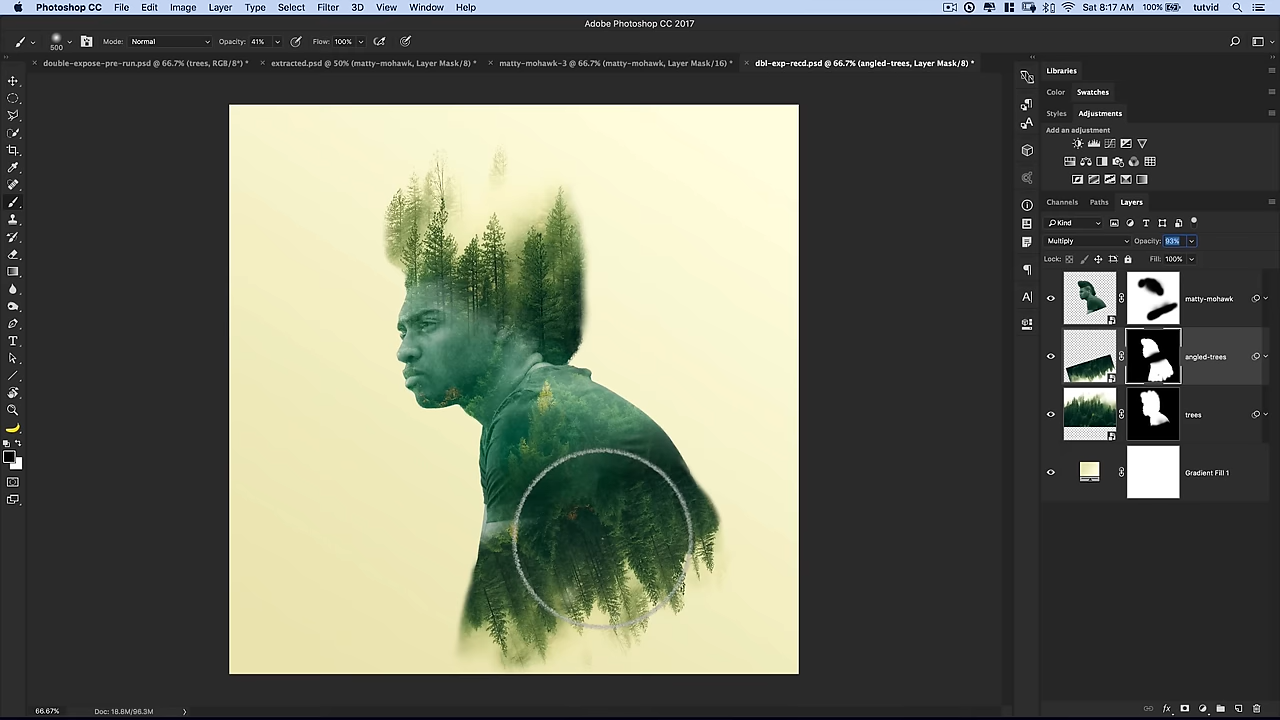 Photoshop CC File Edit Image Layer Type Select Filter 3D View Window Help Sat 8:17 AM 100%
Adobe Photoshop CC 2017
500 Mode: Normal Opacity: 41% Flow: 100%
× double-expose-pre-run.psd @ 66.7% (trees, RGB/8*) * × extracted.psd @ 50% (matty-mohawk, Layer Mask/8) * × matty-mohawk-3 @ 66.7% (matty-mohawk, Layer Mask/16) * × dbl-exp-recd.psd @ 66.7% (angled-trees, Layer Mask/8) *
Libraries
Color Swatches
Styles Adjustments
Add an adjustment
Channels Paths Layers
Kind
Multiply Opacity: 93%
Lock: Fill: 100%
matty-mohawk
angled-trees
trees
Gradient Fill 1
66.67% Doc: 18.8M/96.3M
fx